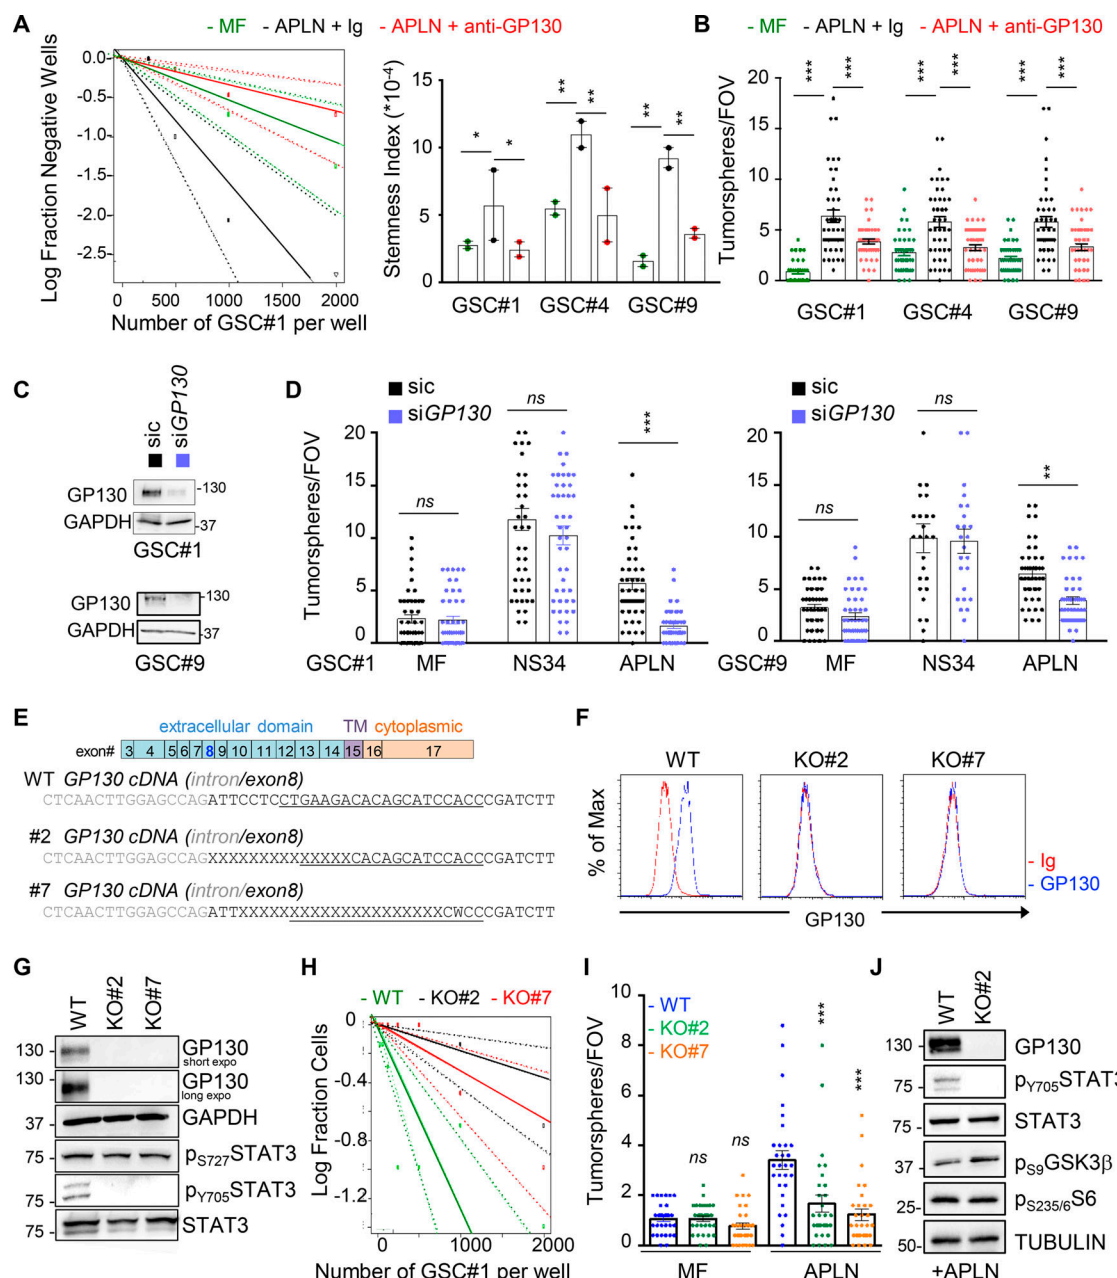 A
- MF - APLN + Ig - APLN + anti-GP130
Log Fraction Negative Wells
0.0
-0.5
-1.0
-1.5
-2.0
-2.5
0 500 1000 1500 2000
Number of GSC#1 per well
Stemness Index (*10-4)
15
10
5
0
* * ** ** ** **
GSC#1 GSC#4 GSC#9
B
- MF - APLN + Ig - APLN + anti-GP130
Tumorspheres/FOV
20
15
10
5
0
*** *** *** *** *** ***
GSC#1 GSC#4 GSC#9
C
sic
siGP130
GP130 -130
GAPDH -37
GSC#1
GP130 -130
GAPDH -37
GSC#9
D
sic
siGP130
Tumorspheres/FOV
20
15
10
5
0
ns ns ***
GSC#1 MF NS34 APLN
sic
siGP130
20
15
10
5
0
ns ns **
GSC#9 MF NS34 APLN
E
extracellular domain TM cytoplasmic
exon# 3 4 5 6 7 8 9 10 11 12 13 14 15 16 17
WT GP130 cDNA (intron/exon8)
CTCAACTTGGAGCCAGATTCCTCCTGAAGACACAGCATCCACCCGATCTT
#2 GP130 cDNA (intron/exon8)
CTCAACTTGGAGCCAGXXXXXXXXXXXXXXCACAGCATCCACCCGATCTT
#7 GP130 cDNA (intron/exon8)
CTCAACTTGGAGCCAGATTXXXXXXXXXXXXXXXXXXXXCWCCCGATCTT
F
WT KO#2 KO#7
% of Max
- Ig
- GP130
GP130
G
WT KO#2 KO#7
130 GP130
short expo
130 GP130
long expo
37 GAPDH
75 pS727STAT3
75 pY705STAT3
75 STAT3
H
- WT - KO#2 - KO#7
Log Fraction Cells
0
-0.4
-0.8
-1.2
0 1000 2000
Number of GSC#1 per well
I
- WT
- KO#2
- KO#7
Tumorspheres/FOV
10
8
6
4
2
0
ns ns *** ***
MF APLN
J
WT KO#2
130 GP130
75 pY705STAT3
75 STAT3
37 pS9GSK3β
25 pS235/6S6
50 TUBULIN
+APLN